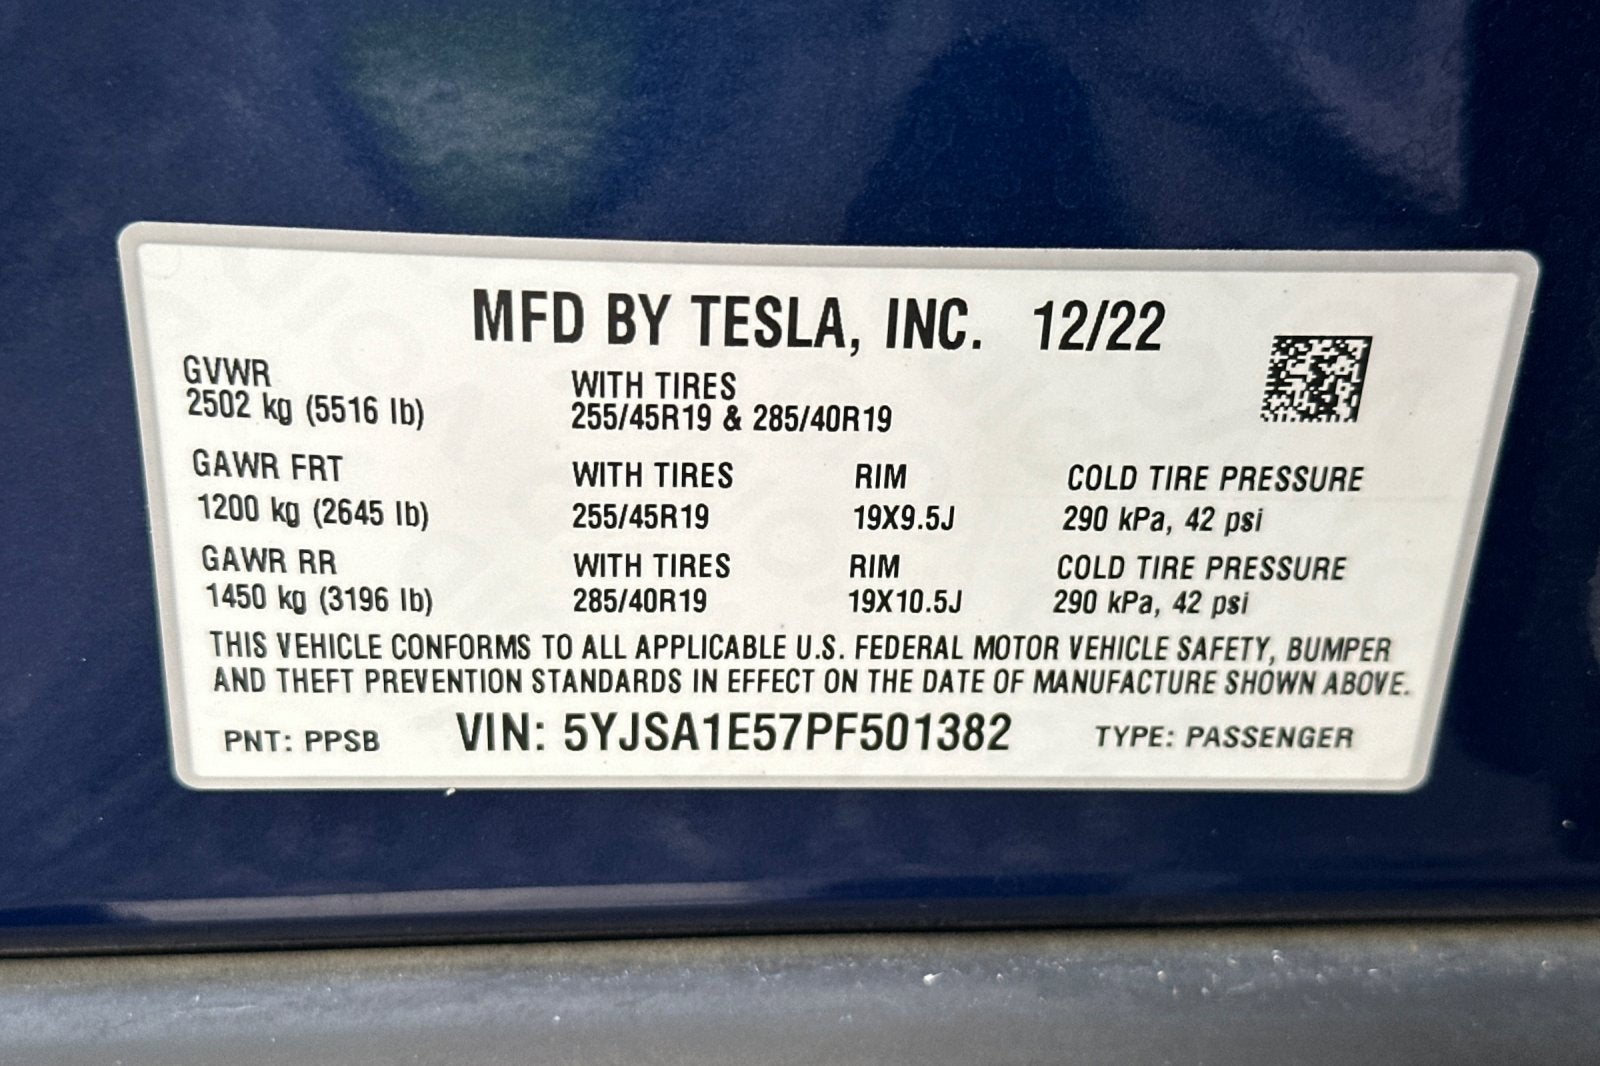 MFD BY TESLA, INC. 12/22
GVWR
2502 kg (5516 lb)
WITH TIRES
255/45R19 & 285/40R19
GAWR FRT WITH TIRES RIM COLD TIRE PRESSURE
1200 kg (2645 lb) 255/45R19 19X9.5J 290 kPa, 42 psi
GAWR RR WITH TIRES RIM COLD TIRE PRESSURE
1450 kg (3196 lb) 285/40R19 19X10.5J 290 kPa, 42 psi
THIS VEHICLE CONFORMS TO ALL APPLICABLE U.S. FEDERAL MOTOR VEHICLE SAFETY, BUMPER
AND THEFT PREVENTION STANDARDS IN EFFECT ON THE DATE OF MANUFACTURE SHOWN ABOVE.
PNT: PPSB VIN: 5YJSA1E57PF501382 TYPE: PASSENGER